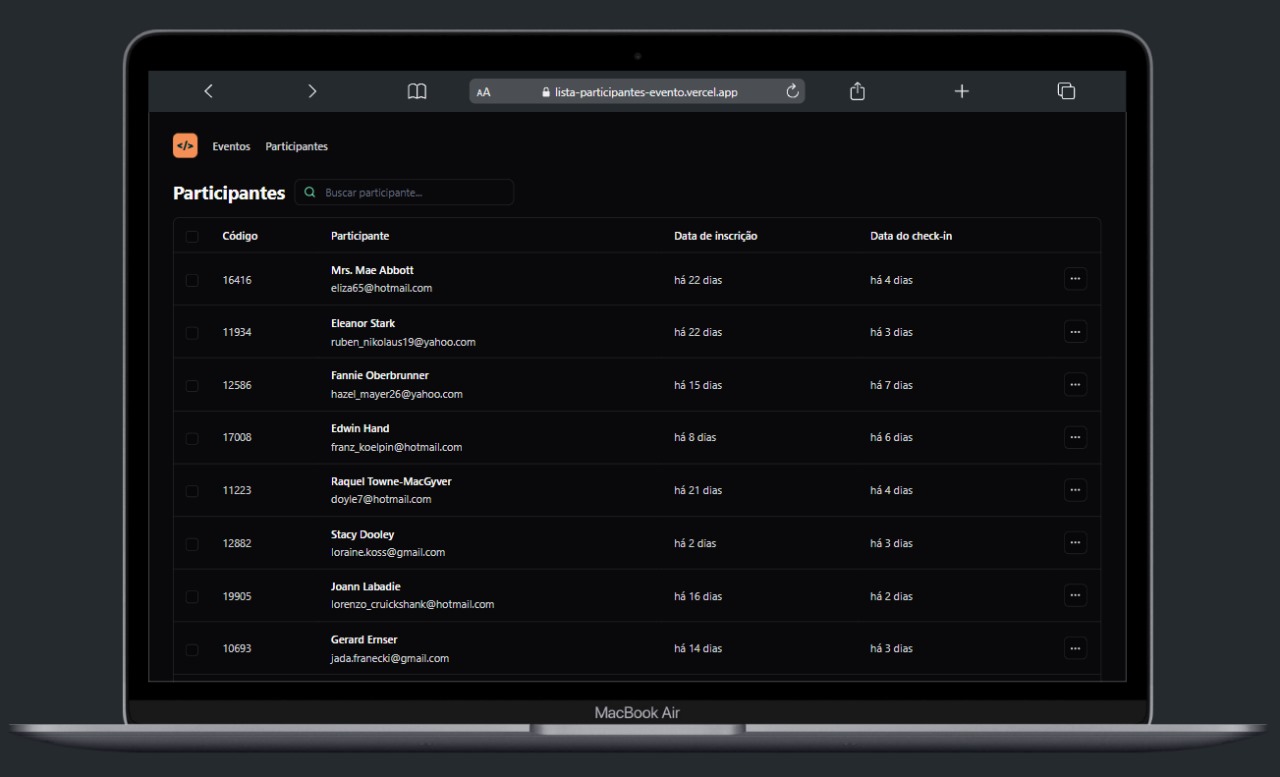 AA lista-participantes-evento.vercel.app
</> Eventos Participantes
Participantes Buscar participante...
Código Participante Data de inscrição Data do check-in
16416 Mrs. Mae Abbott há 22 dias há 4 dias
eliza65@hotmail.com
11934 Eleanor Stark há 22 dias há 3 dias
ruben_nikolaus19@yahoo.com
12586 Fannie Oberbrunner há 15 dias há 7 dias
hazel_mayer26@yahoo.com
17008 Edwin Hand há 8 dias há 6 dias
franz_koelpin@hotmail.com
11223 Raquel Towne-MacGyver há 21 dias há 4 dias
doyle7@hotmail.com
12882 Stacy Dooley há 2 dias há 3 dias
loraine.koss@gmail.com
19905 Joann Labadie há 16 dias há 2 dias
lorenzo_cruickshank@hotmail.com
10693 Gerard Ernser há 14 dias há 3 dias
jada.franecki@gmail.com
MacBook Air